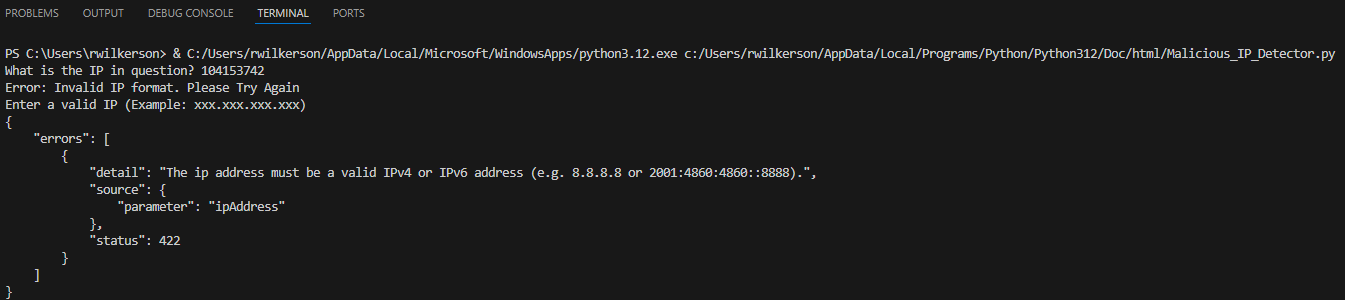 PROBLEMS OUTPUT DEBUG CONSOLE TERMINAL PORTS
PS C:\Users\rwilkerson> & C:/Users/rwilkerson/AppData/Local/Microsoft/WindowsApps/python3.12.exe c:/Users/rwilkerson/AppData/Local/Programs/Python/Python312/Doc/html/Malicious_IP_Detector.py
What is the IP in question? 104153742
Error: Invalid IP format. Please Try Again
Enter a valid IP (Example: xxx.xxx.xxx.xxx)
{
    "errors": [
        {
            "detail": "The ip address must be a valid IPv4 or IPv6 address (e.g. 8.8.8.8 or 2001:4860:4860::8888).",
            "source": {
                "parameter": "ipAddress"
            },
            "status": 422
        }
    ]
}